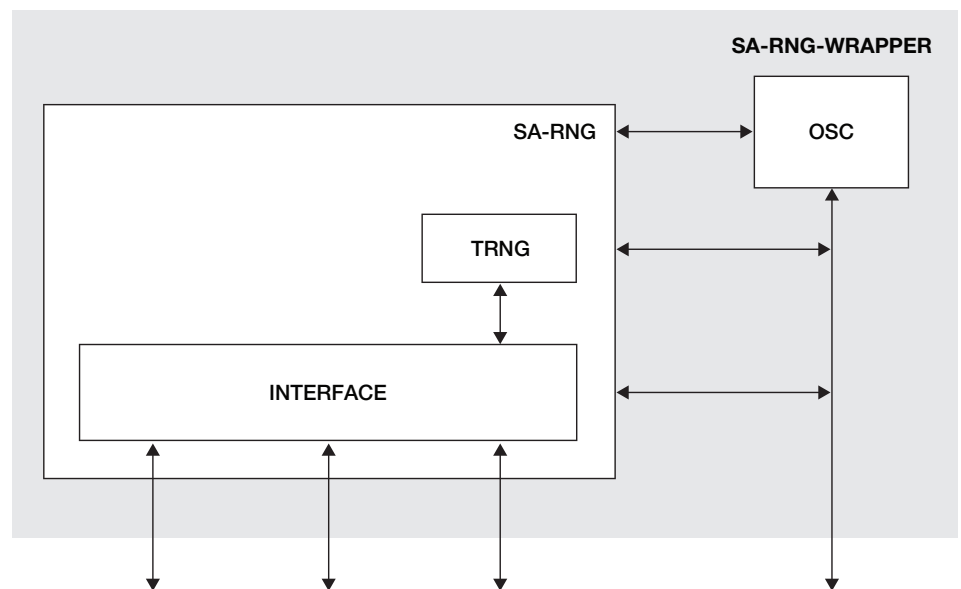 SA-RNG-WRAPPER
SA-RNG
OSC
TRNG
INTERFACE